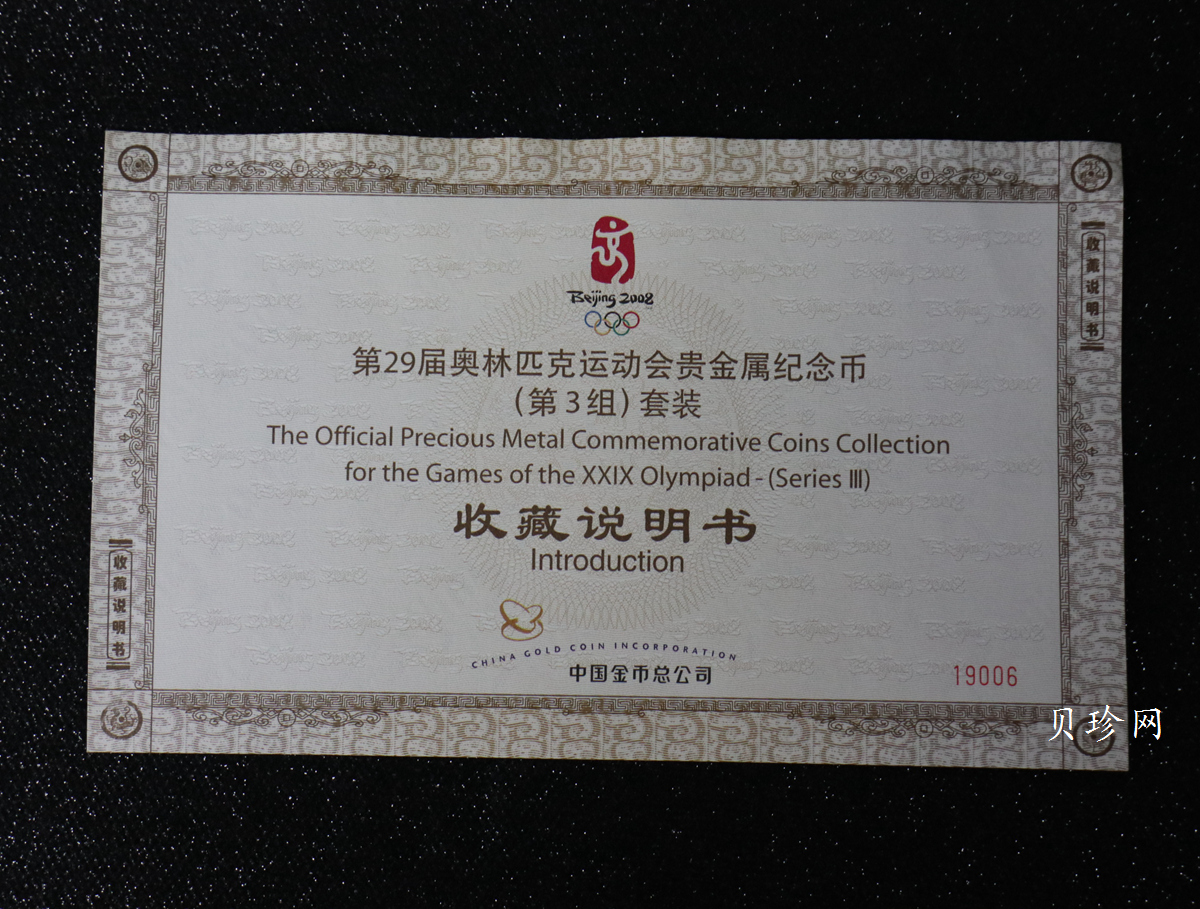 Beijing 2008
第29届奥林匹克运动会贵金属纪念币
（第3组）套装
The Official Precious Metal Commemorative Coins Collection
for the Games of the XXIX Olympiad - (Series Ⅲ)
收藏说明书
Introduction
CHINA GOLD COIN INCORPORATION
中国金币总公司
19006
收藏说明书
收藏说明书
贝珍网